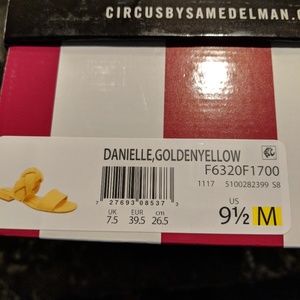 CIRCUSBYSAMEDELMAN.
DANIELLE,GOLDENYELLOW
F6320F1700
1117 5100282399 S8
7 27693 08537 3
UK EUR cm
7.5 39.5 26.5
US
9½ M